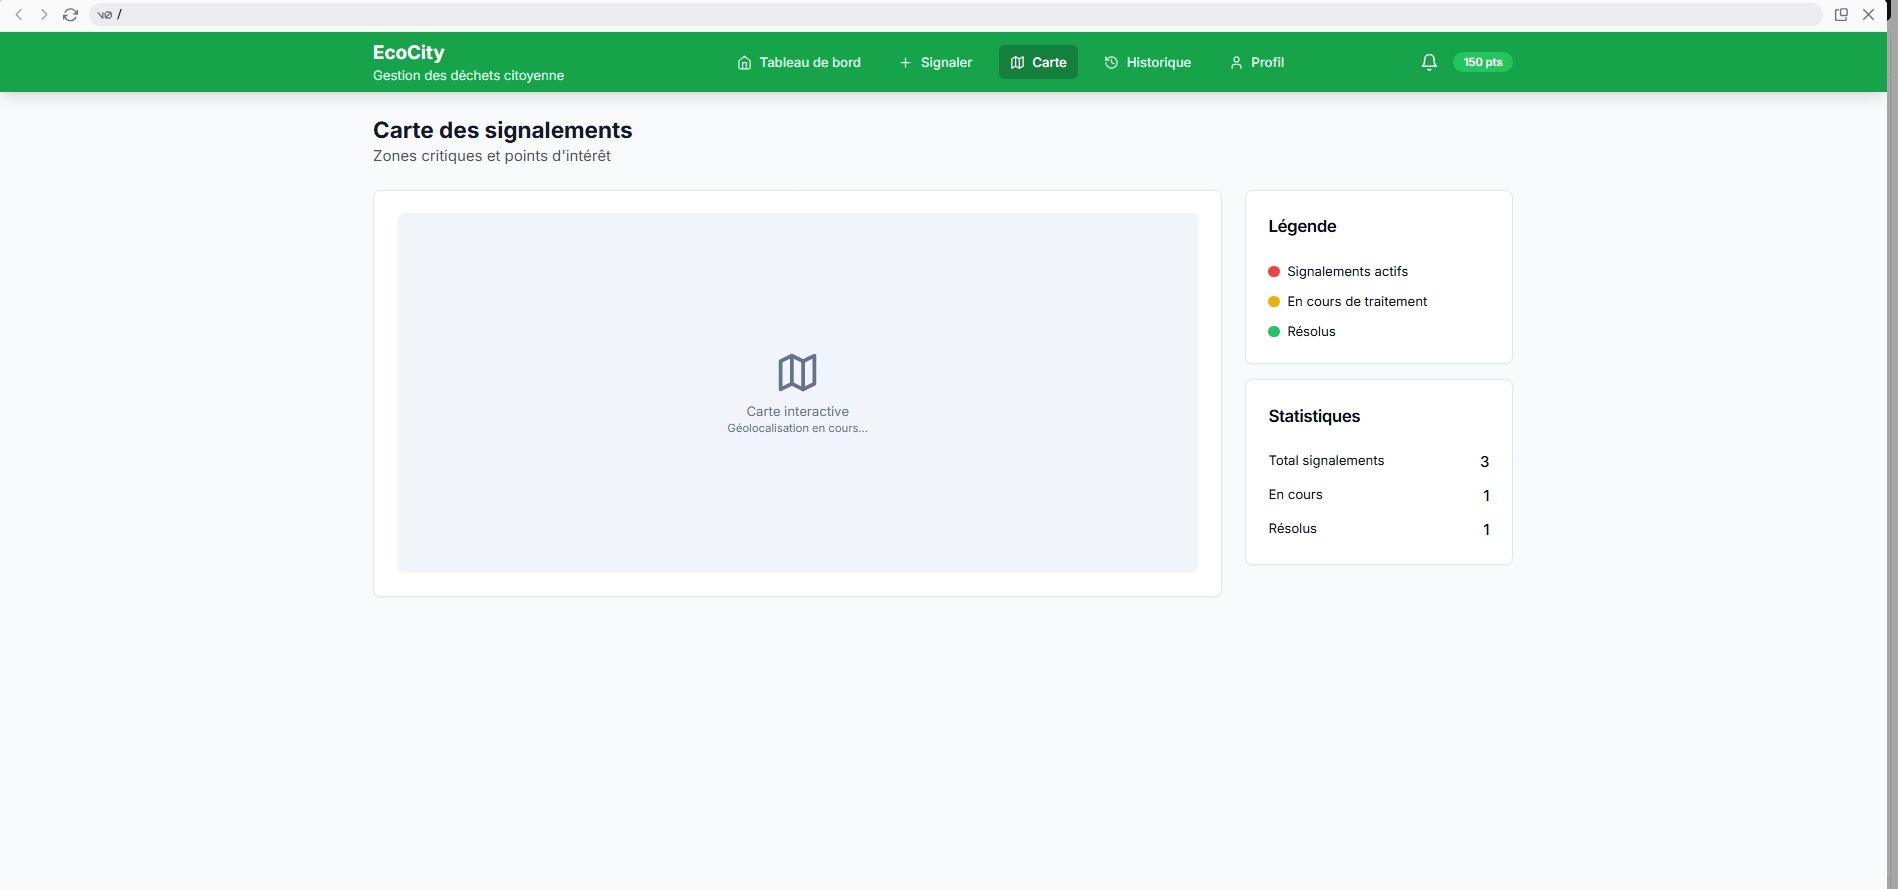 v0 /
EcoCity
Gestion des déchets citoyenne
Tableau de bord
Signaler
Carte
Historique
Profil
150 pts
Carte des signalements
Zones critiques et points d'intérêt
Carte interactive
Géolocalisation en cours...
Légende
Signalements actifs
En cours de traitement
Résolus
Statistiques
Total signalements 3
En cours 1
Résolus 1